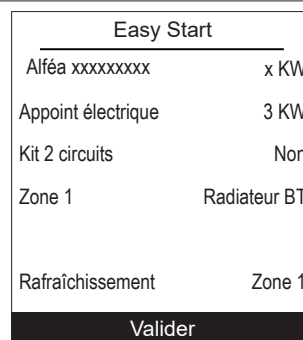 Easy Start
Alféa xxxxxxxxx x KW
Appoint électrique 3 KW
Kit 2 circuits Non
Zone 1 Radiateur BT
Rafraîchissement Zone 1
Valider